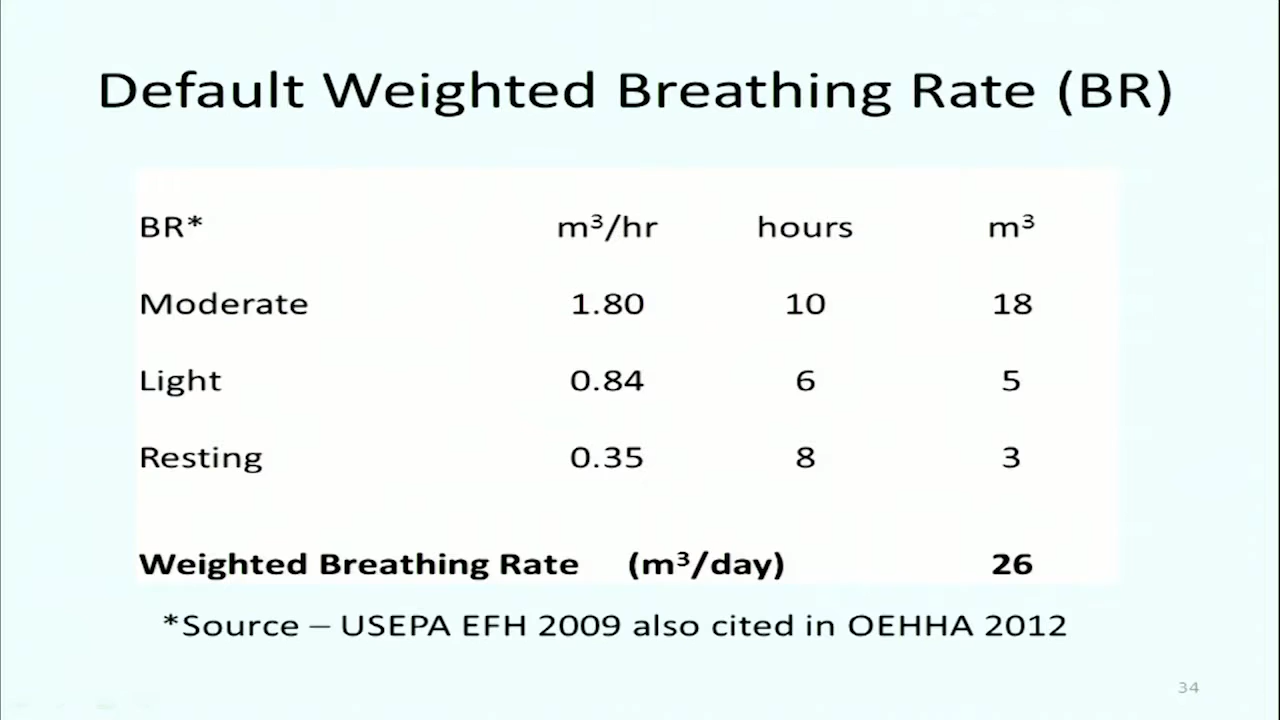 Default Weighted Breathing Rate (BR)
BR* m³/hr hours m³
Moderate 1.80 10 18
Light 0.84 6 5
Resting 0.35 8 3
Weighted Breathing Rate (m³/day) 26
*Source – USEPA EFH 2009 also cited in OEHHA 2012
34